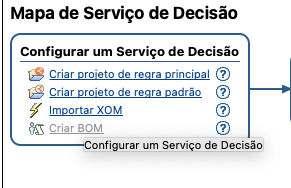 Mapa de Serviço de Decisão
Configurar um Serviço de Decisão
Criar projeto de regra principal ?
Criar projeto de regra padrão ?
Importar XOM ?
Criar BOM ?
Configurar um Serviço de Decisão